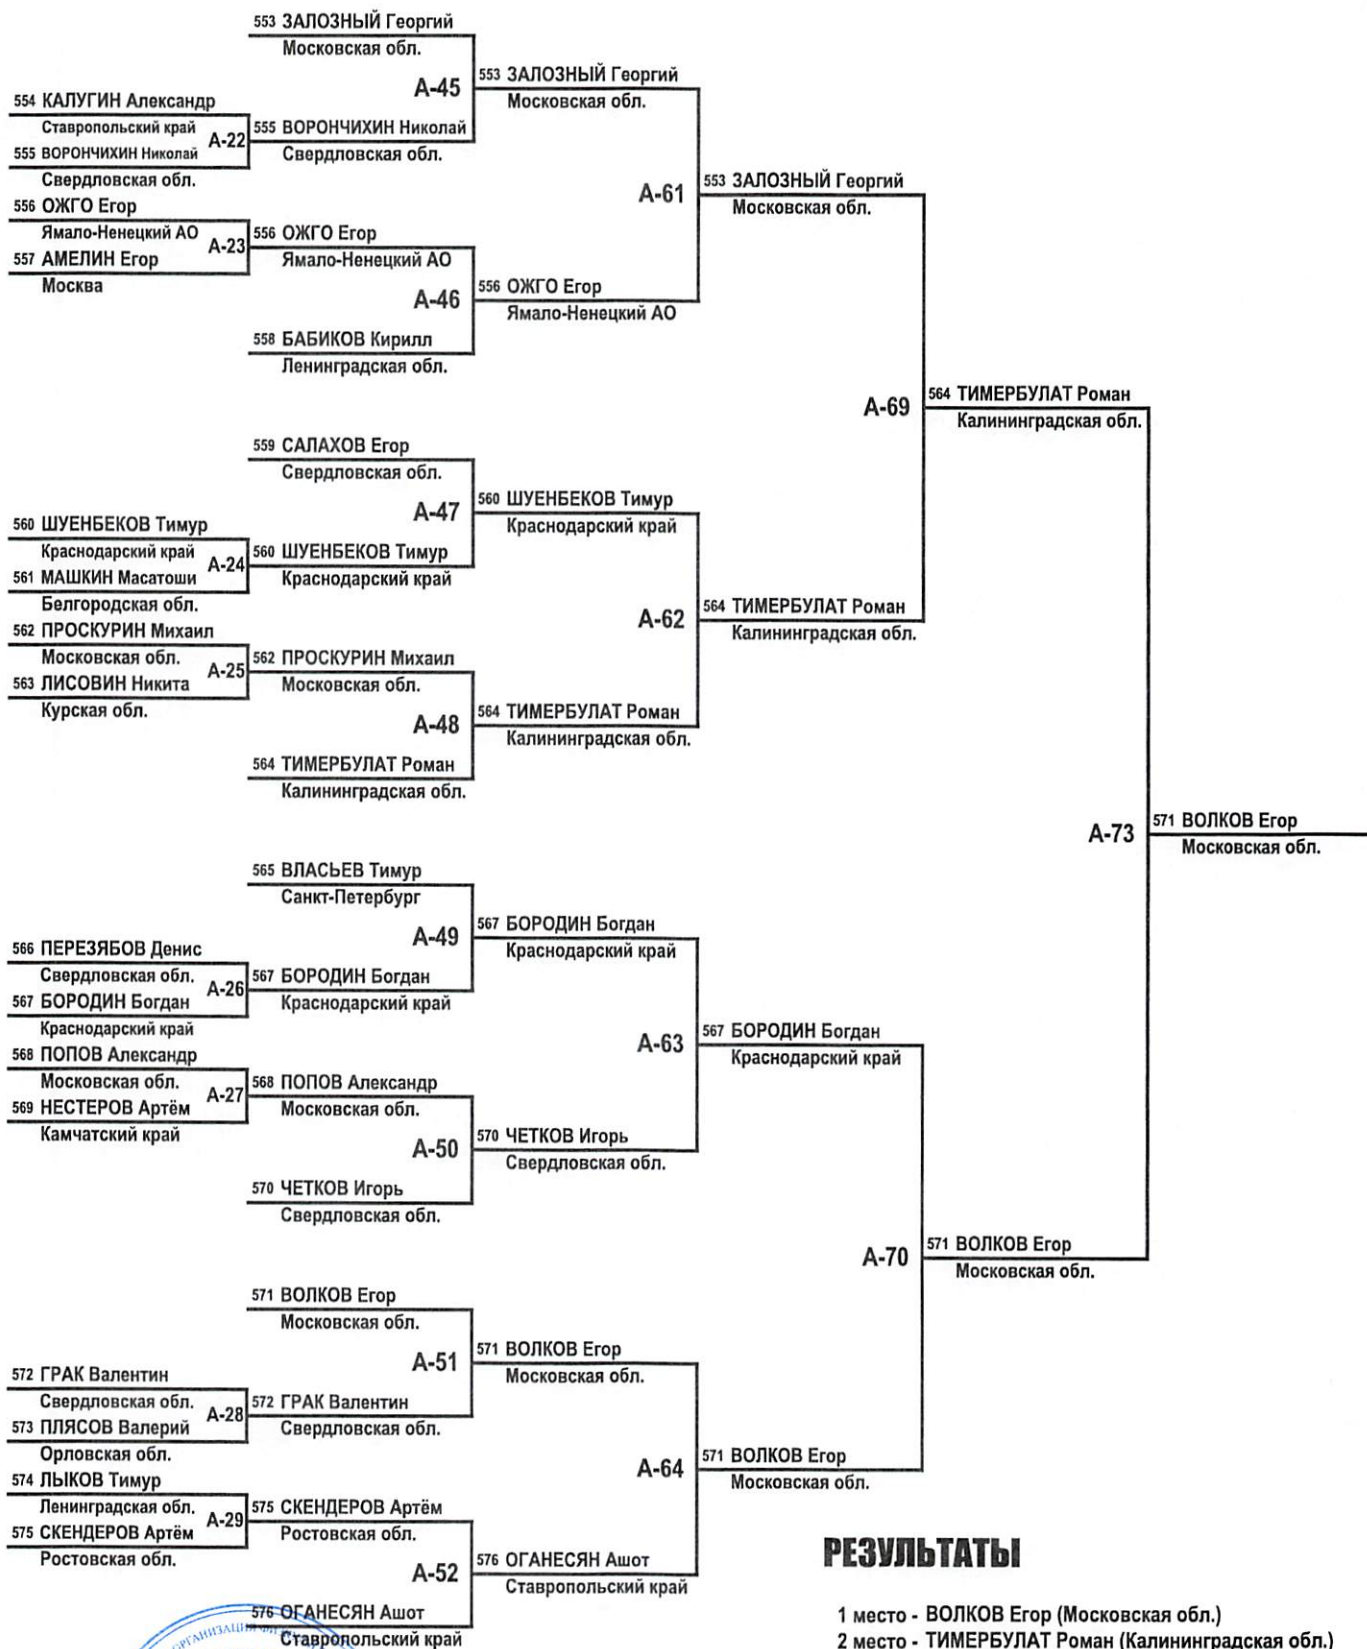 553 ЗАЛОЗНЫЙ Георгий
Московская обл.
А-45
553 ЗАЛОЗНЫЙ Георгий
Московская обл.
554 КАЛУГИН Александр
Ставропольский край
А-22
555 ВОРОНЧИХИН Николай
Свердловская обл.
555 ВОРОНЧИХИН Николай
Свердловская обл.
А-61
553 ЗАЛОЗНЫЙ Георгий
Московская обл.
556 ОЖГО Егор
Ямало-Ненецкий АО
А-23
557 АМЕЛИН Егор
Москва
556 ОЖГО Егор
Ямало-Ненецкий АО
А-46
556 ОЖГО Егор
Ямало-Ненецкий АО
558 БАБИКОВ Кирилл
Ленинградская обл.
А-69
564 ТИМЕРБУЛАТ Роман
Калининградская обл.
559 САЛАХОВ Егор
Свердловская обл.
А-47
560 ШУЕНБЕКОВ Тимур
Краснодарский край
560 ШУЕНБЕКОВ Тимур
Краснодарский край
А-24
561 МАШКИН Масатоши
Белгородская обл.
560 ШУЕНБЕКОВ Тимур
Краснодарский край
А-62
564 ТИМЕРБУЛАТ Роман
Калининградская обл.
562 ПРОСКУРИН Михаил
Московская обл.
А-25
563 ЛИСОВИН Никита
Курская обл.
562 ПРОСКУРИН Михаил
Московская обл.
А-48
564 ТИМЕРБУЛАТ Роман
Калининградская обл.
564 ТИМЕРБУЛАТ Роман
Калининградская обл.
А-73
571 ВОЛКОВ Егор
Московская обл.
565 ВЛАСЬЕВ Тимур
Санкт-Петербург
А-49
567 БОРОДИН Богдан
Краснодарский край
566 ПЕРЕЗЯБОВ Денис
Свердловская обл.
А-26
567 БОРОДИН Богдан
Краснодарский край
567 БОРОДИН Богдан
Краснодарский край
А-63
567 БОРОДИН Богдан
Краснодарский край
568 ПОПОВ Александр
Московская обл.
А-27
569 НЕСТЕРОВ Артём
Камчатский край
568 ПОПОВ Александр
Московская обл.
А-50
570 ЧЕТКОВ Игорь
Свердловская обл.
570 ЧЕТКОВ Игорь
Свердловская обл.
А-70
571 ВОЛКОВ Егор
Московская обл.
571 ВОЛКОВ Егор
Московская обл.
А-51
571 ВОЛКОВ Егор
Московская обл.
572 ГРАК Валентин
Свердловская обл.
А-28
573 ПЛЯСОВ Валерий
Орловская обл.
572 ГРАК Валентин
Свердловская обл.
А-64
571 ВОЛКОВ Егор
Московская обл.
574 ЛЫКОВ Тимур
Ленинградская обл.
А-29
575 СКЕНДЕРОВ Артём
Ростовская обл.
575 СКЕНДЕРОВ Артём
Ростовская обл.
А-52
576 ОГАНЕСЯН Ашот
Ставропольский край
576 ОГАНЕСЯН Ашот
Ставропольский край
РЕЗУЛЬТАТЫ
1 место - ВОЛКОВ Егор (Московская обл.)
2 место - ТИМЕРБУЛАТ Роман (Калининградская обл.)